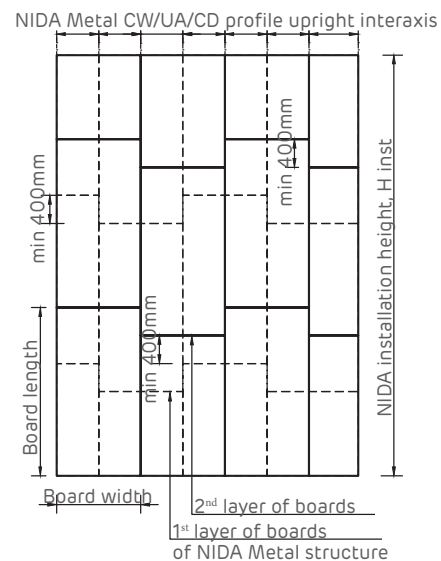 NIDA Metal CW/UA/CD profile upright interaxis
min 400mm
min 400mm
NIDA installation height, H inst
min 400mm
Board length
Board width
2nd layer of boards
1st layer of boards
of NIDA Metal structure